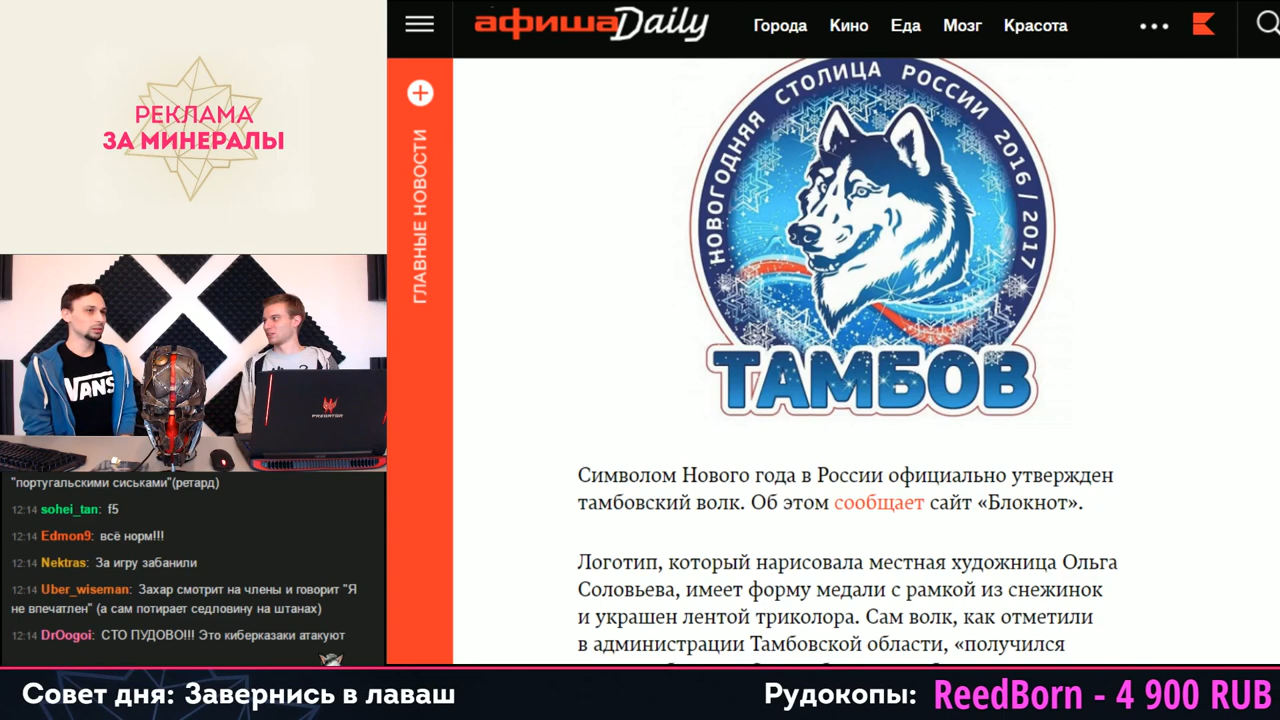 РЕКЛАМА
ЗА МИНЕРАЛЫ
афишаDaily
Города Кино Еда Мозг Красота
ГЛАВНЫЕ НОВОСТИ
НОВОГОДНЯЯ СТОЛИЦА РОССИИ 2016/2017
ТАМБОВ
Символом Нового года в России официально утвержден
тамбовский волк. Об этом сообщает сайт «Блокнот».
Логотип, который нарисовала местная художница Ольга
Соловьева, имеет форму медали с рамкой из снежинок
и украшен лентой триколора. Сам волк, как отметили
в администрации Тамбовской области, «получился
VANS
PREDATOR
"португальскими сиськами"(ретард)
12:14 sohei_tan: f5
12:14 Edmon9: всё норм!!!
12:14 Nektras: За игру забанили
12:14 Uber_wiseman: Захар смотрит на члены и говорит "Я
не впечатлен" (а сам потирает седловину на штанах)
12:14 DrOogoi: СТО ПУДОВО!!! Это киберказаки атакуют
Совет дня: Завернись в лаваш
Рудокопы: ReedBorn - 4 900 RUB